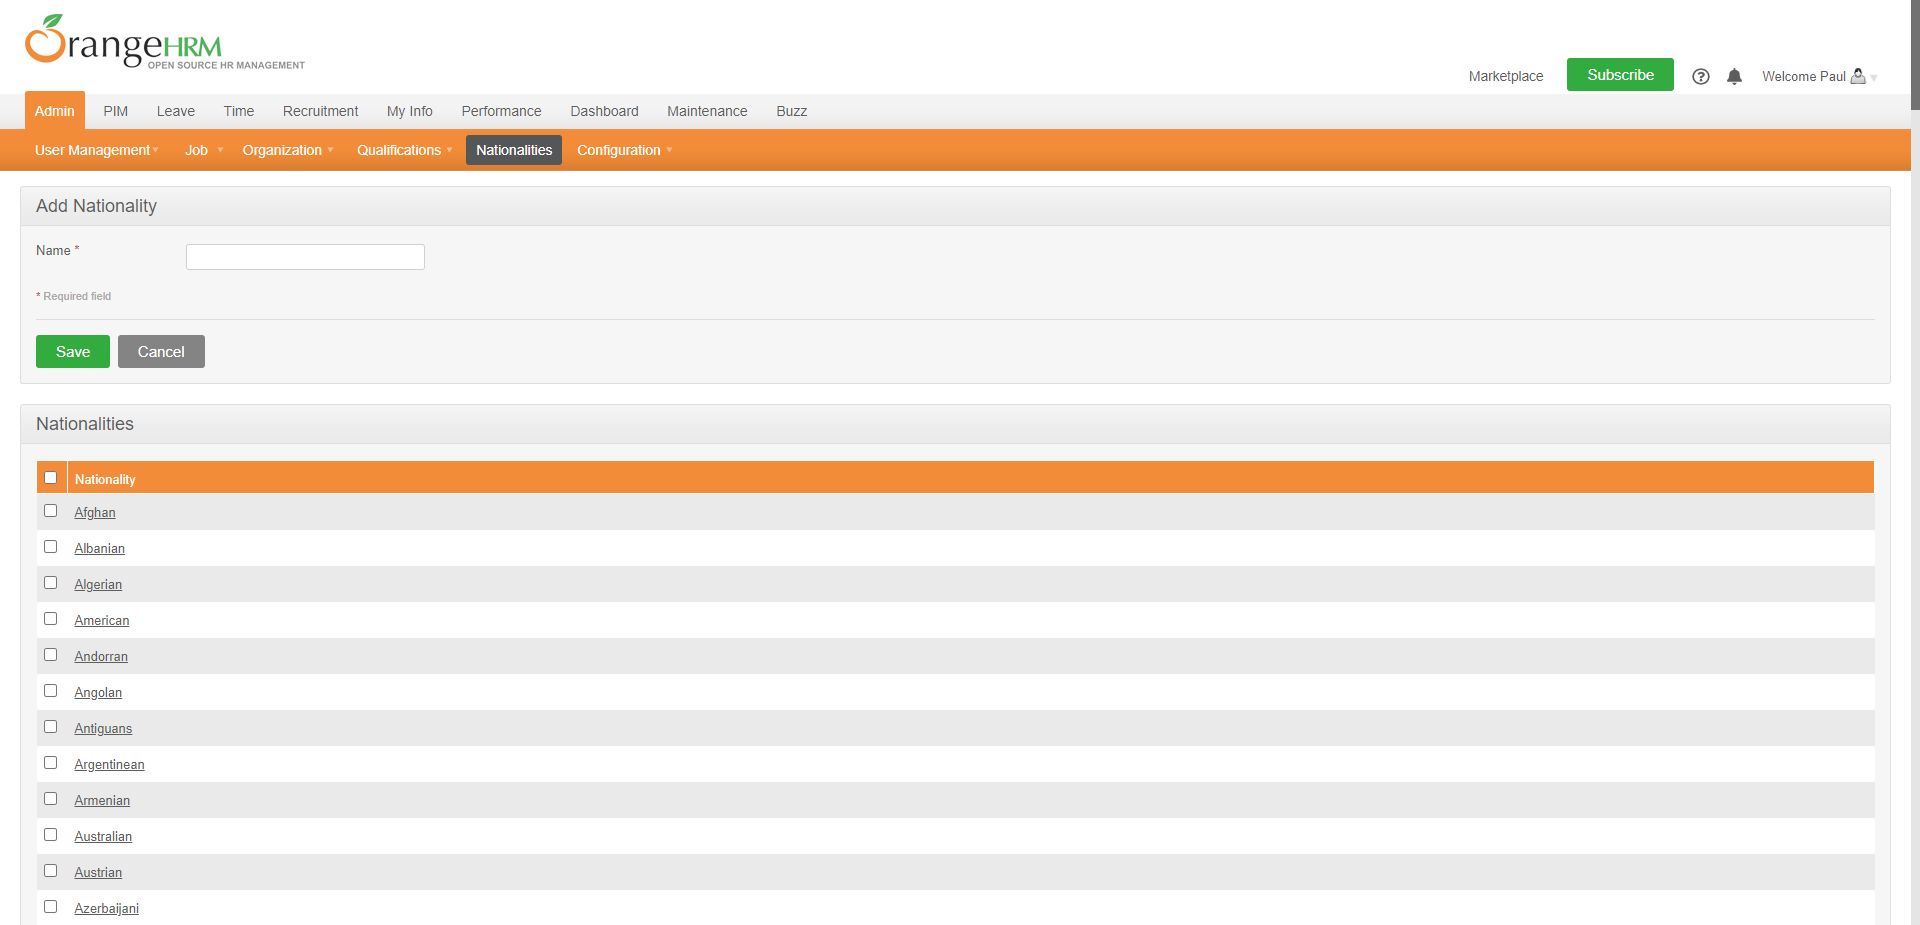 OrangeHRM
OPEN SOURCE HR MANAGEMENT
Marketplace Subscribe Welcome Paul
Admin PIM Leave Time Recruitment My Info Performance Dashboard Maintenance Buzz
User Management Job Organization Qualifications Nationalities Configuration
Add Nationality
Name *
* Required field
Save Cancel
Nationalities
Nationality
Afghan
Albanian
Algerian
American
Andorran
Angolan
Antiguans
Argentinean
Armenian
Australian
Austrian
Azerbaijani